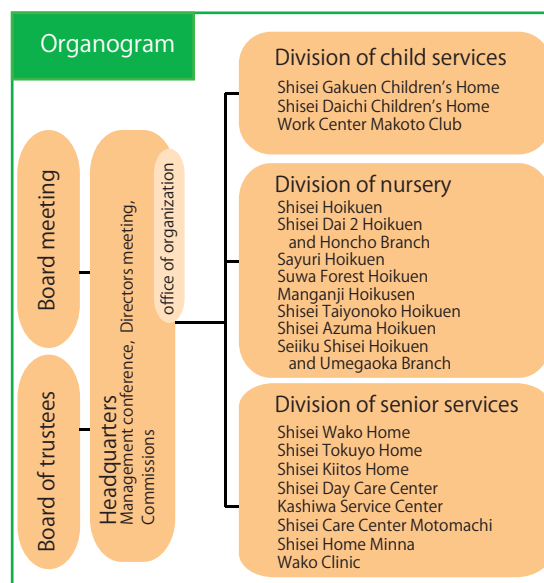 Organogram
Board meeting
Board of trustees
Headquarters
Management conference, Directors meeting,
Commissions
office of organization
Division of child services
Shisei Gakuen Children’s Home
Shisei Daichi Children’s Home
Work Center Makoto Club
Division of nursery
Shisei Hoikuen
Shisei Dai 2 Hoikuen
and Honcho Branch
Sayuri Hoikuen
Suwa Forest Hoikuen
Manganji Hoikusen
Shisei Taiyonoko Hoikuen
Shisei Azuma Hoikuen
Seiiku Shisei Hoikuen
and Umegaoka Branch
Division of senior services
Shisei Wako Home
Shisei Tokuyo Home
Shisei Kiitos Home
Shisei Day Care Center
Kashiwa Service Center
Shisei Care Center Motomachi
Shisei Home Minna
Wako Clinic